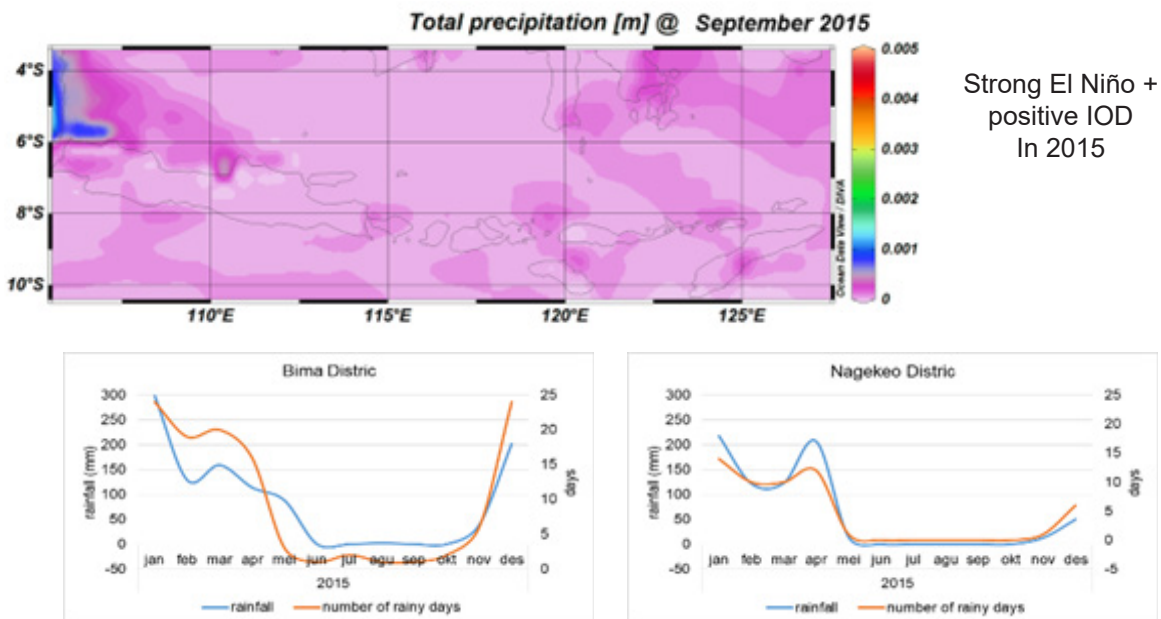 Total precipitation [m] @ September 2015
4°S
6°S
8°S
10°S
110°E
115°E
120°E
125°E
Ocean Data View / DIVA
0.005
0.004
0.003
0.002
0.001
0
Strong El Niño +
positive IOD
In 2015
Bima Distric
300
250
200
150
100
50
0
-50
rainfall (mm)
25
20
15
10
5
0
days
jan feb mar apr mei jun jul agu sep okt nov des
2015
rainfall number of rainy days
Nagekeo Distric
300
250
200
150
100
50
0
-50
rainfall (mm)
25
20
15
10
5
0
-5
days
jan feb mar apr mei jun jul agu sep okt nov des
2015
rainfall number of rainy days